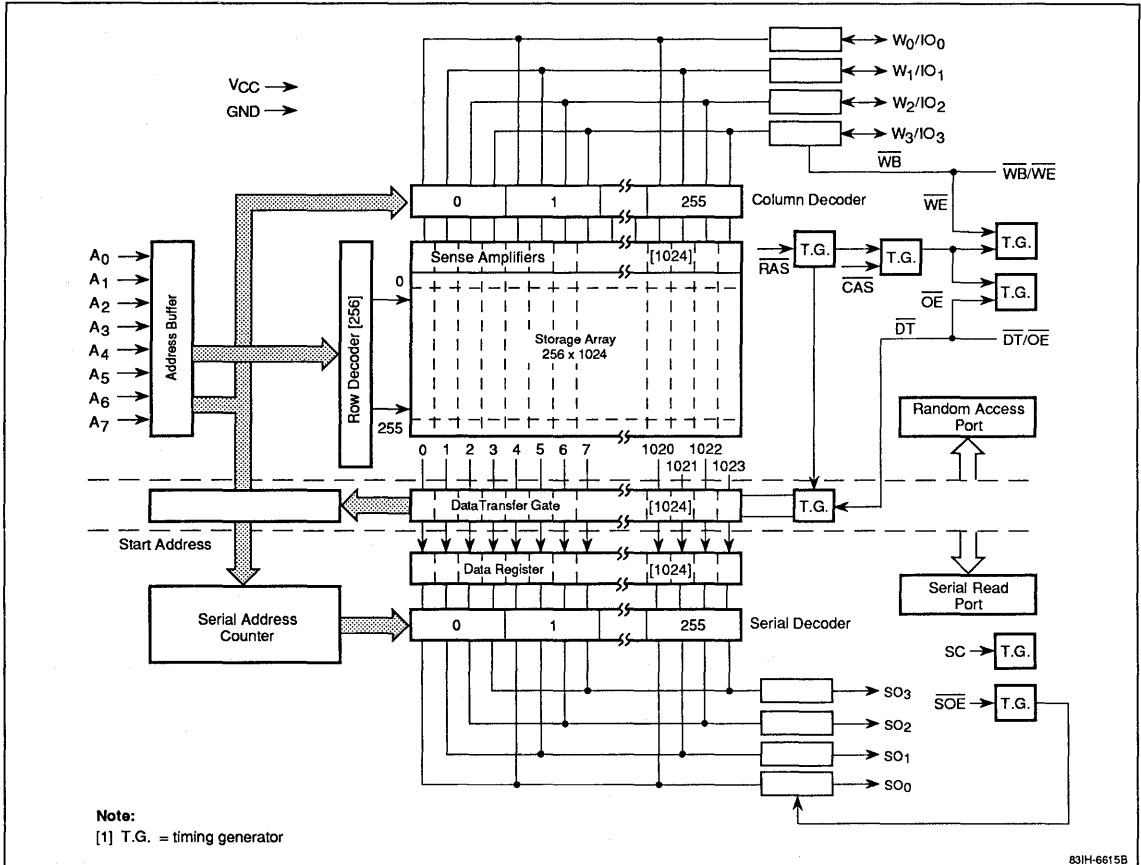 VCC
GND
W0/IO0
W1/IO1
W2/IO2
W3/IO3
WB
WB/WE
WE
0 1 255
Column Decoder
A0
A1
A2
A3
A4
A5
A6
A7
Address Buffer
Row Decoder [256]
Sense Amplifiers [1024]
0
Storage Array
256 x 1024
255
RAS
T.G.
CAS
T.G.
T.G.
OE
T.G.
DT
DT/OE
0 1 2 3 4 5 6 7 1020 1021 1022 1023
Random Access
Port
Data Transfer Gate [1024]
T.G.
Start Address
Data Register [1024]
Serial Read
Port
Serial Address
Counter
0 1 255
Serial Decoder
SC
T.G.
SOE
T.G.
SO3
SO2
SO1
SO0
Note:
[1] T.G. = timing generator
83IH-6615B